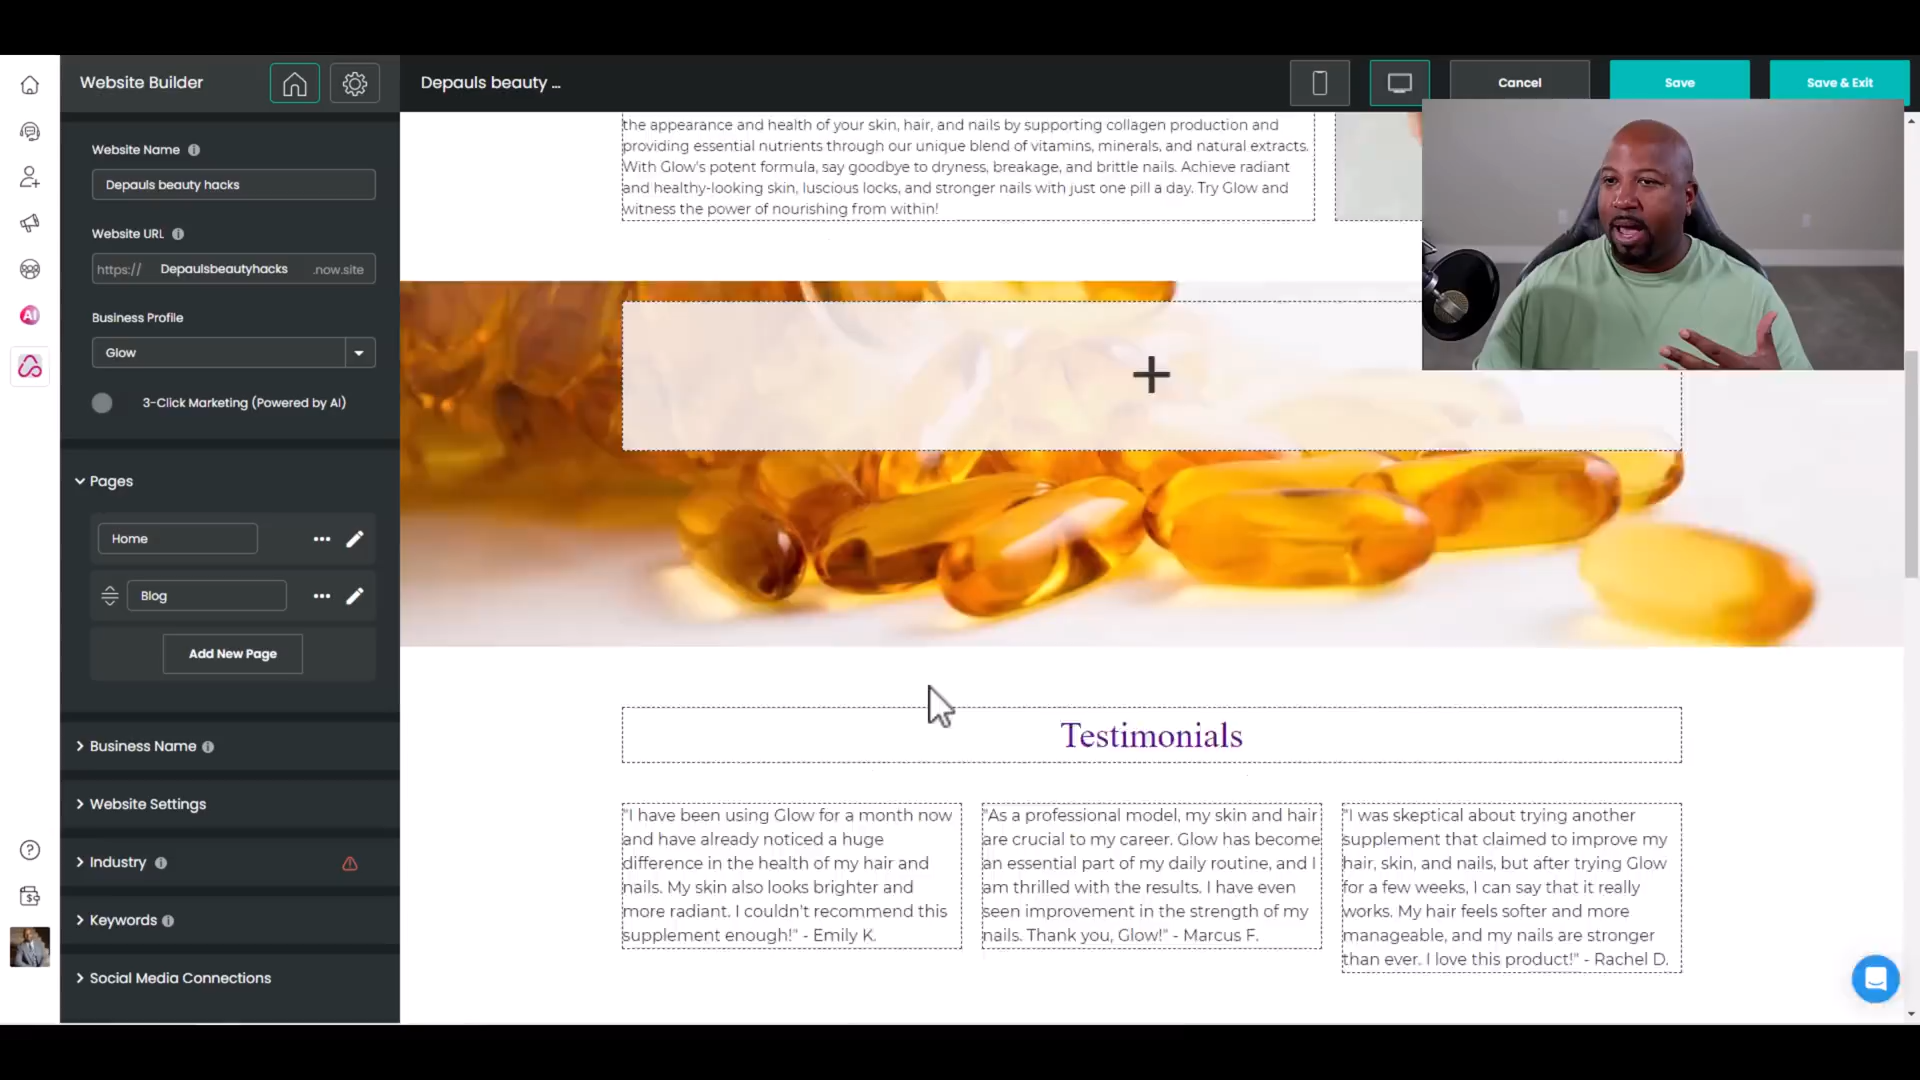 Website Builder
Depauls beauty ...
Cancel
Save
Save & Exit
Website Name
Depauls beauty hacks
Website URL
https:// Depaulsbeautyhacks .now.site
Business Profile
Glow
3-Click Marketing (Powered by AI)
AI
Pages
Home
Blog
Add New Page
Business Name
Website Settings
Industry
Keywords
Social Media Connections
the appearance and health of your skin, hair, and nails by supporting collagen production and
providing essential nutrients through our unique blend of vitamins, minerals, and natural extracts.
With Glow's potent formula, say goodbye to dryness, breakage, and brittle nails. Achieve radiant
and healthy-looking skin, luscious locks, and stronger nails with just one pill a day. Try Glow and
witness the power of nourishing from within!
Testimonials
"I have been using Glow for a month now
and have already noticed a huge
difference in the health of my hair and
nails. My skin also looks brighter and
more radiant. I couldn't recommend this
supplement enough!" - Emily K.
"As a professional model, my skin and hair
are crucial to my career. Glow has become
an essential part of my daily routine, and I
am thrilled with the results. I have even
seen improvement in the strength of my
nails. Thank you, Glow!" - Marcus F.
"I was skeptical about trying another
supplement that claimed to improve my
hair, skin, and nails, but after trying Glow
for a few weeks, I can say that it really
works. My hair feels softer and more
manageable, and my nails are stronger
than ever. I love this product!" - Rachel D.